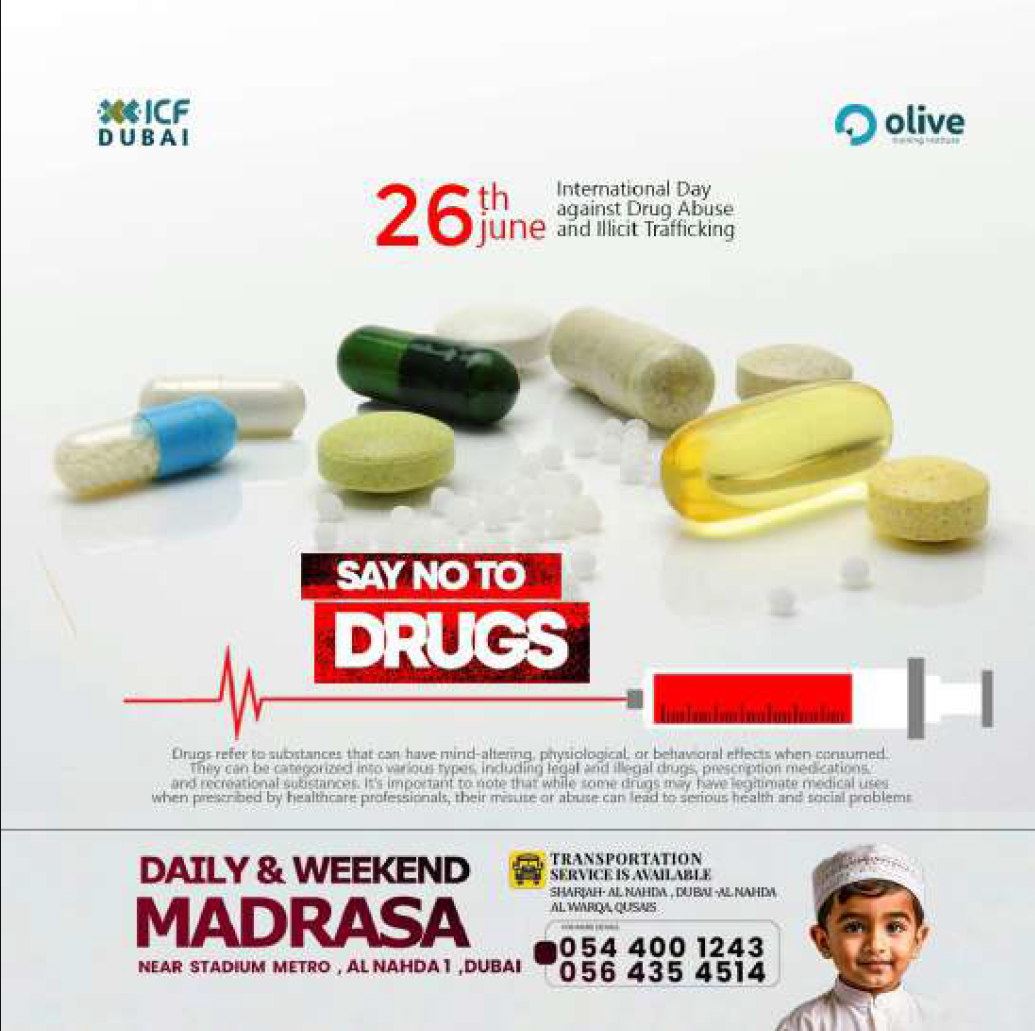 ICF
DUBAI
olive
training institute
26th june
International Day
against Drug Abuse
and Illicit Trafficking
SAY NO TO
DRUGS
Drugs refer to substances that can have mind-altering, physiological, or behavioral effects when consumed.
They can be categorized into various types, including legal and illegal drugs, prescription medications,
and recreational substances. It's important to note that while some drugs may have legitimate medical uses
when prescribed by healthcare professionals, their misuse or abuse can lead to serious health and social problems
DAILY & WEEKEND
MADRASA
NEAR STADIUM METRO , AL NAHDA 1 ,DUBAI
TRANSPORTATION
SERVICE IS AVAILABLE
SHARJAH- AL NAHDA , DUBAI -AL NAHDA
AL WARQA, QUSAIS
FOR MORE DETAILS
054 400 1243
056 435 4514